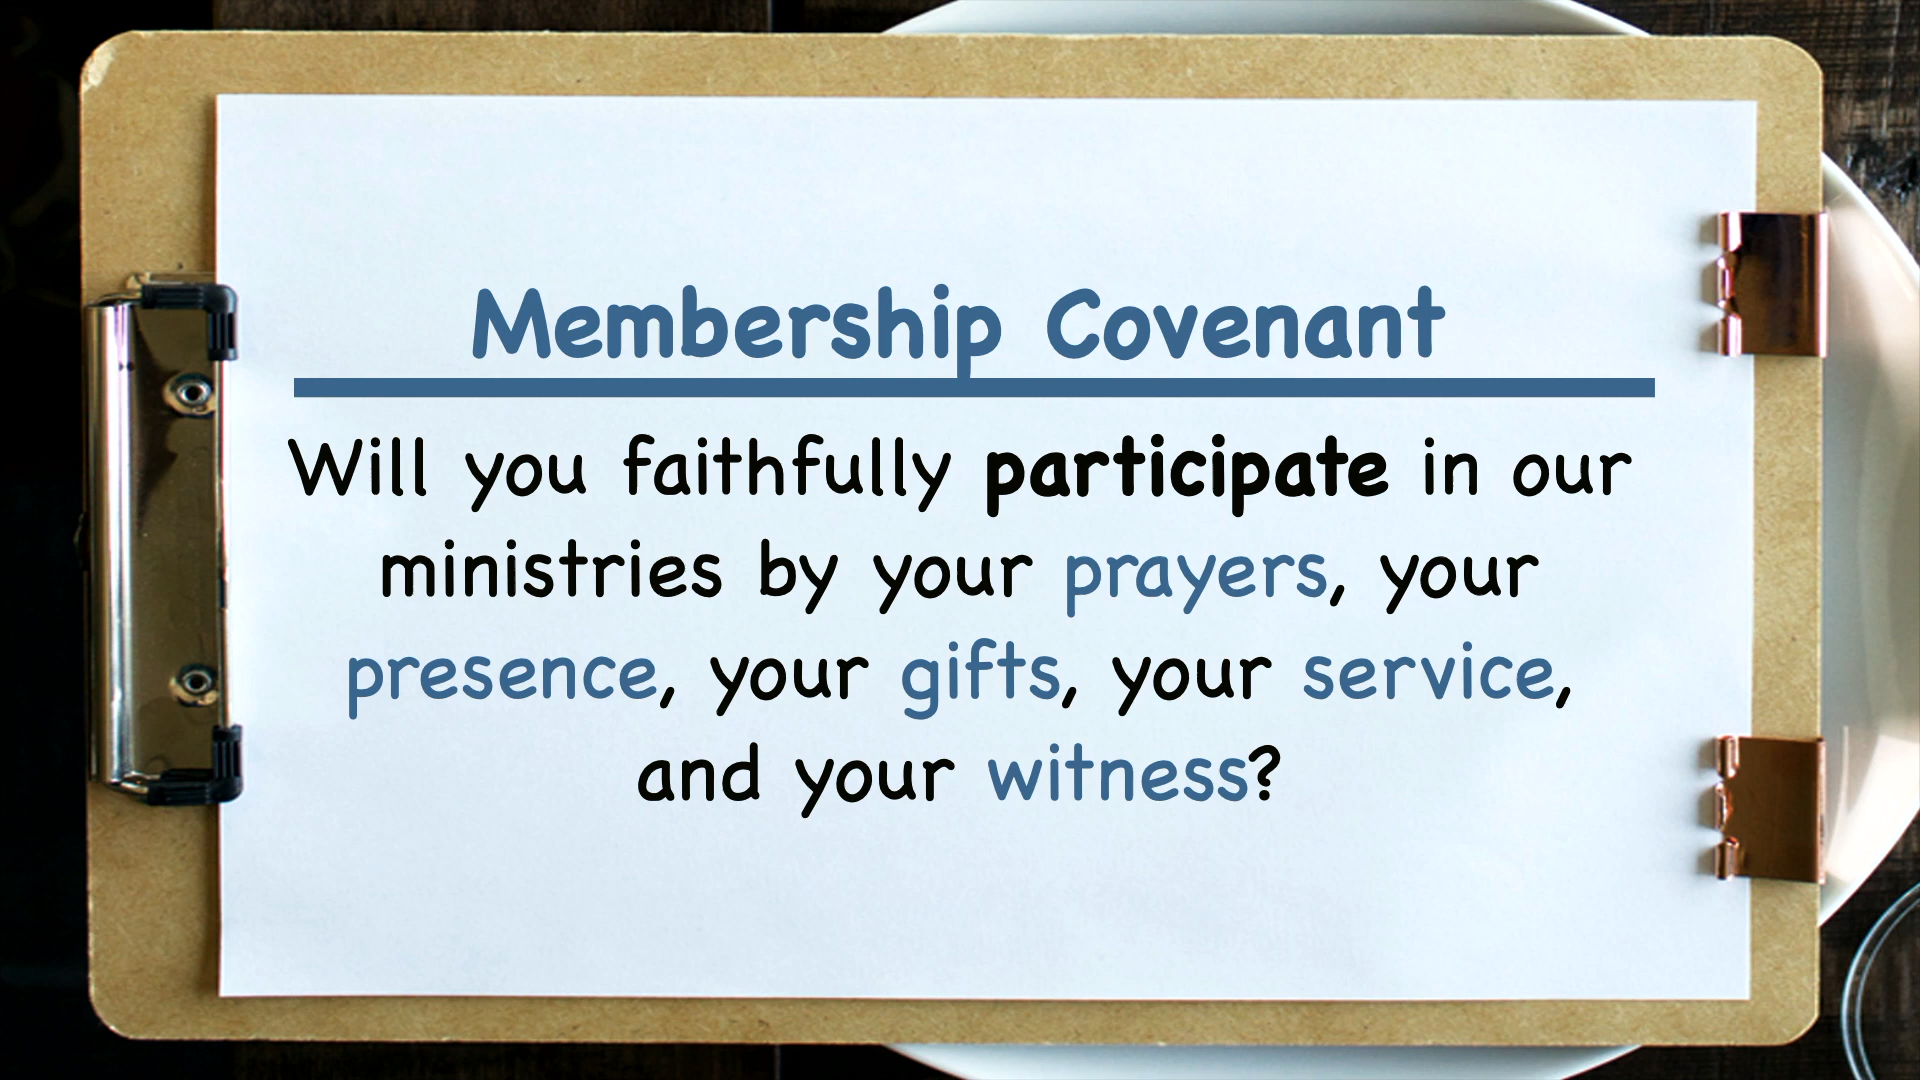 Membership Covenant
Will you faithfully participate in our
ministries by your prayers, your
presence, your gifts, your service,
and your witness?